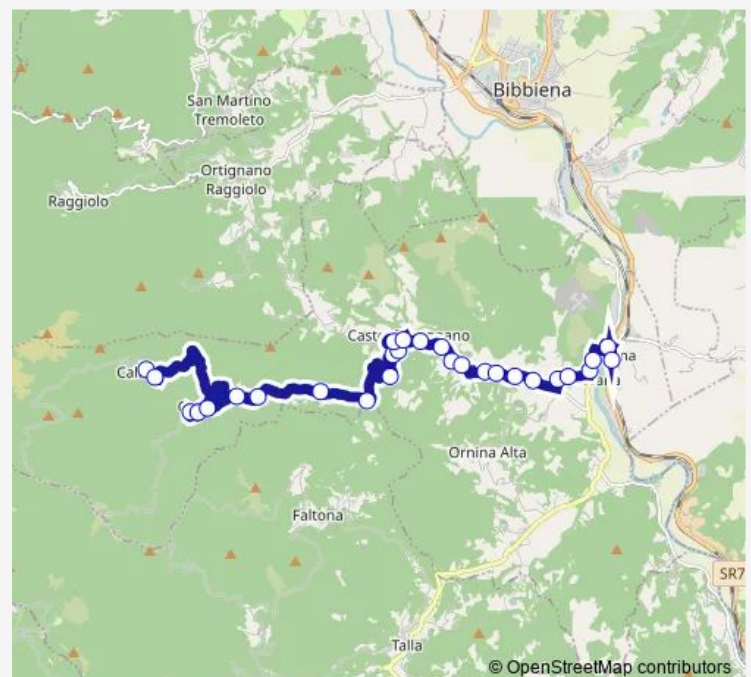 Bibbiena
San Martino
Tremoleto
Ortignano
Raggiolo
Raggiolo
Ornina Alta
Faltona
SR7
Talla
© OpenStreetMap contributors